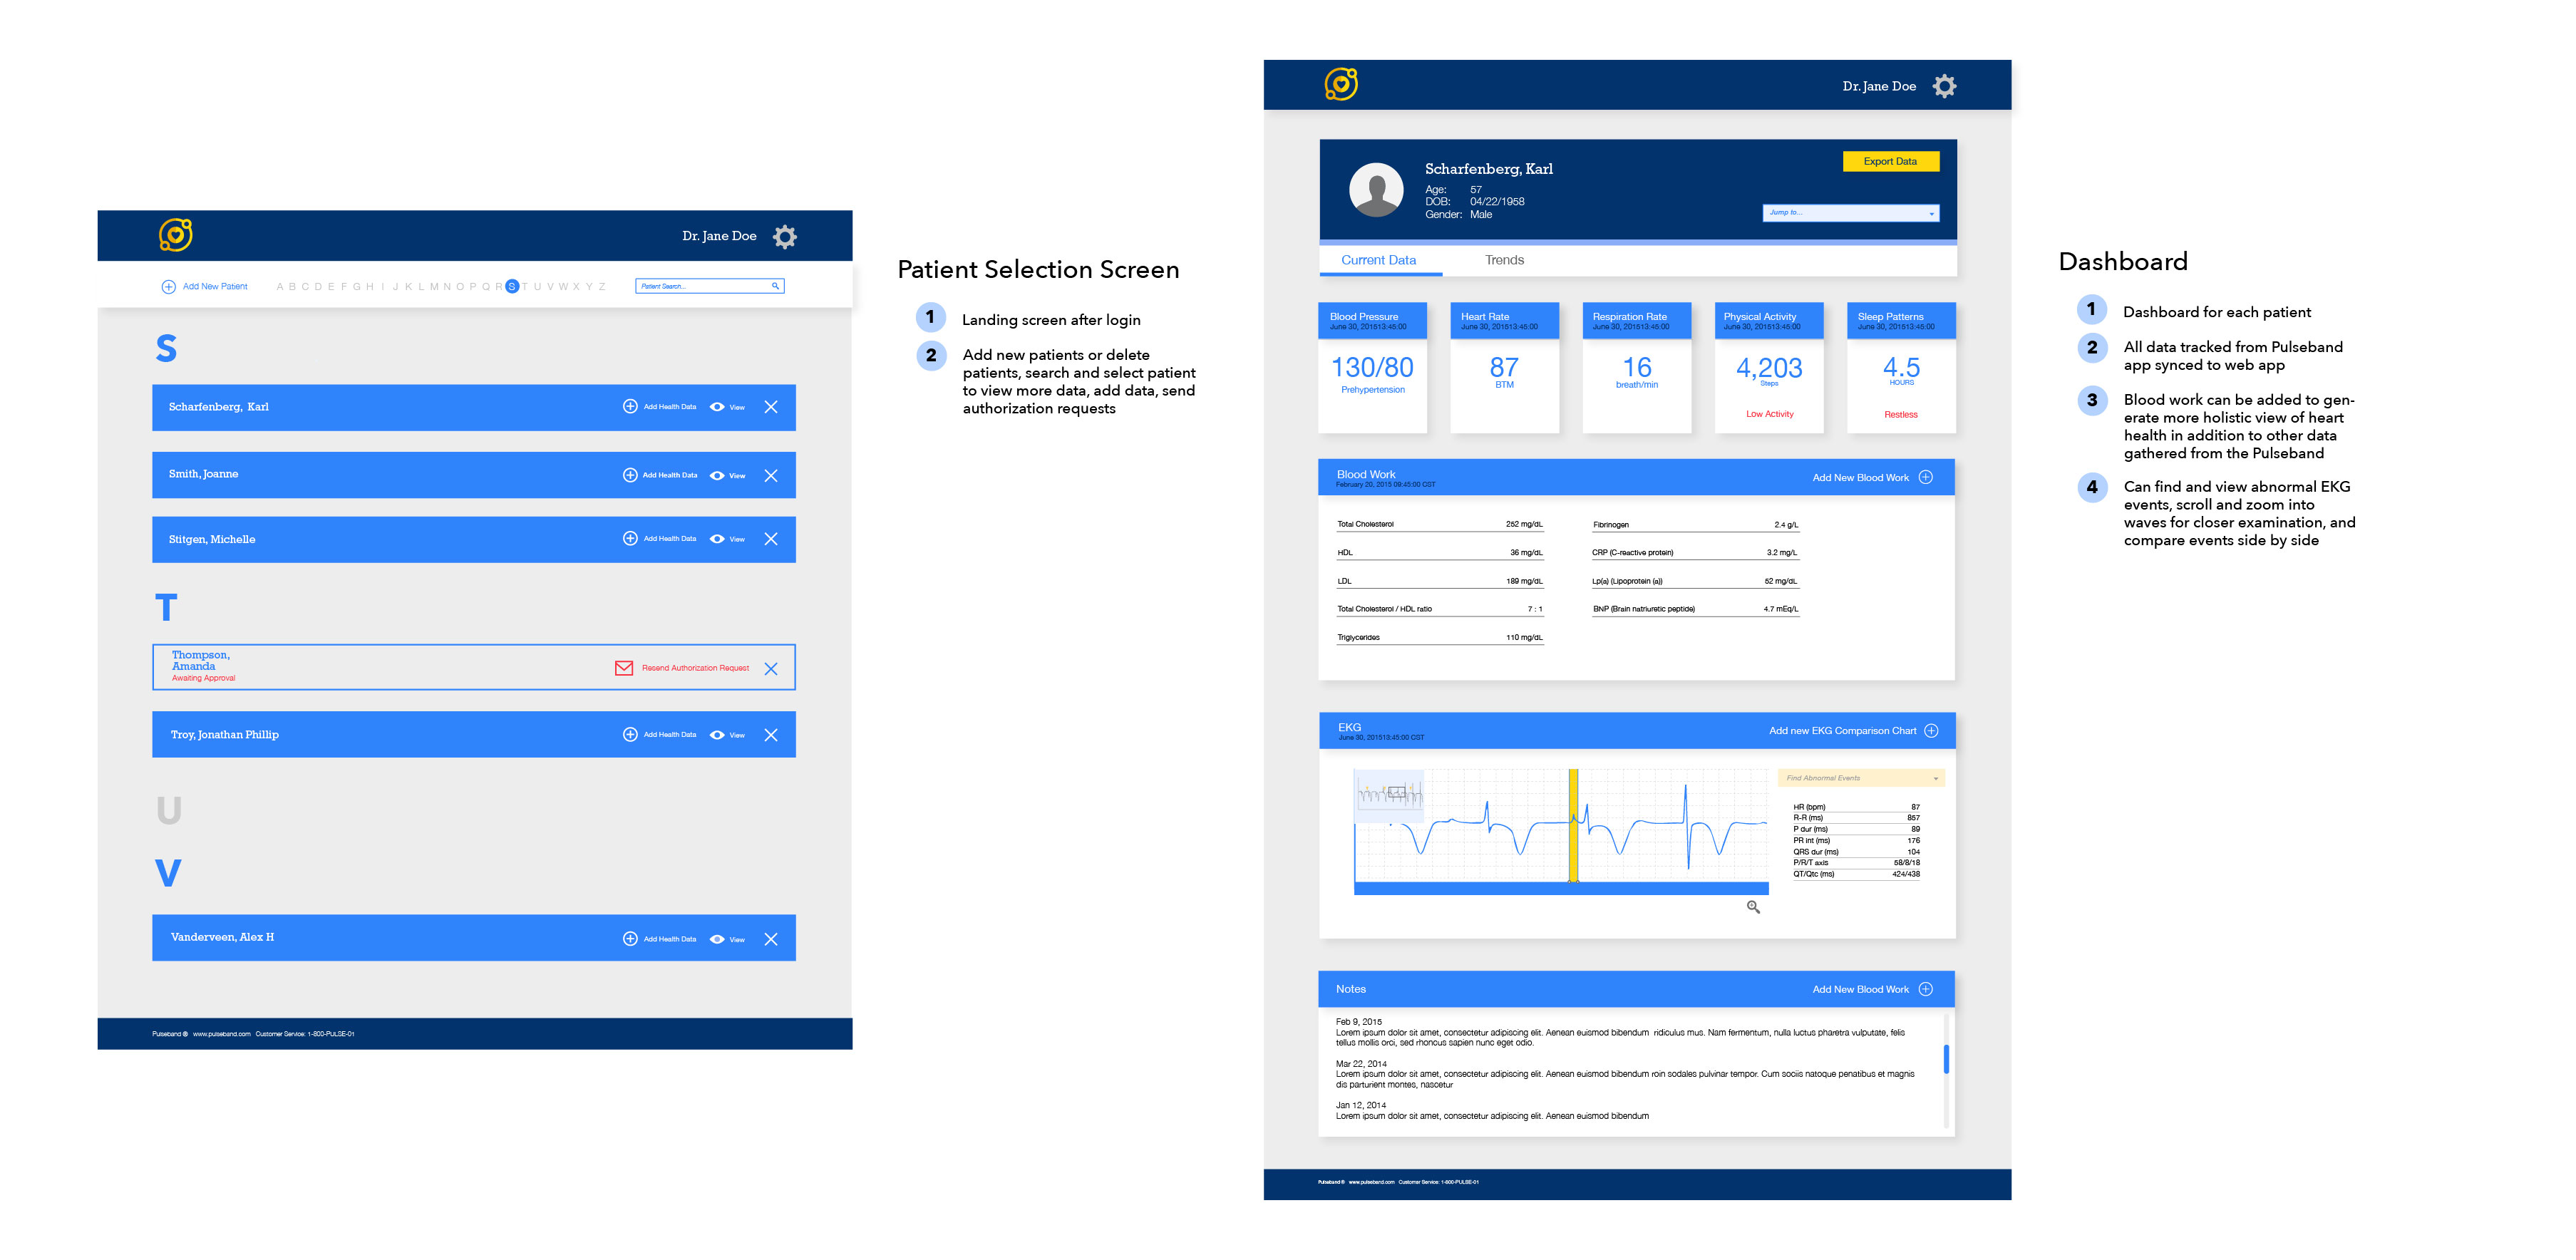 Dr. Jane Doe
Add New Patient
A B C D E F G H I J K L M N O P Q R S T U V W X Y Z
Patient Search...
S
Scharfenberg, Karl
Add Health Data
View
Smith, Joanne
Add Health Data
View
Stitgen, Michelle
Add Health Data
View
T
Thompson,
Amanda
Awaiting Approval
Resend Authorization Request
Troy, Jonathan Phillip
Add Health Data
View
U
V
Vanderveen, Alex H
Add Health Data
View
Pulseband ® www.pulseband.com Customer Service: 1-800-PULSE-01
Patient Selection Screen
1 Landing screen after login
2 Add new patients or delete
patients, search and select patient
to view more data, add data, send
authorization requests
Dr. Jane Doe
Scharfenberg, Karl
Age: 57
DOB: 04/22/1958
Gender: Male
Export Data
Jump to...
Current Data
Trends
Blood Pressure
June 30, 201513:45:00
130/80
Prehypertension
Heart Rate
June 30, 201513:45:00
87
BTM
Respiration Rate
June 30, 201513:45:00
16
breath/min
Physical Activity
June 30, 201513:45:00
4,203
Steps
Low Activity
Sleep Patterns
June 30, 201513:45:00
4.5
HOURS
Restless
Blood Work
February 20, 2015 09:45:00 CST
Add New Blood Work
Total Cholesterol 252 mg/dL
HDL 36 mg/dL
LDL 189 mg/dL
Total Cholesterol / HDL ratio 7 : 1
Triglycerides 110 mg/dL
Fibrinogen 2.4 g/L
CRP (C-reactive protein) 3.2 mg/L
Lp(a) (Lipoprotein (a)) 52 mg/dL
BNP (Brain natriuretic peptide) 4.7 mEq/L
EKG
June 30, 201513:45:00 CST
Add new EKG Comparison Chart
Find Abnormal Events
HR (bpm) 87
R-R (ms) 857
P dur (ms) 89
PR int (ms) 176
QRS dur (ms) 104
P/R/T axis 58/8/18
QT/Qtc (ms) 424/438
Notes
Add New Blood Work
Feb 9, 2015
Lorem ipsum dolor sit amet, consectetur adipiscing elit. Aenean euismod bibendum ridiculus mus. Nam fermentum, nulla luctus pharetra vulputate, felis
tellus mollis orci, sed rhoncus sapien nunc eget odio.
Mar 22, 2014
Lorem ipsum dolor sit amet, consectetur adipiscing elit. Aenean euismod bibendum roin sodales pulvinar tempor. Cum sociis natoque penatibus et magnis
dis parturient montes, nascetur
Jan 12, 2014
Lorem ipsum dolor sit amet, consectetur adipiscing elit. Aenean euismod bibendum
Pulseband ® www.pulseband.com Customer Service: 1-800-PULSE-01
Dashboard
1 Dashboard for each patient
2 All data tracked from Pulseband
app synced to web app
3 Blood work can be added to gen-
erate more holistic view of heart
health in addition to other data
gathered from the Pulseband
4 Can find and view abnormal EKG
events, scroll and zoom into
waves for closer examination, and
compare events side by side